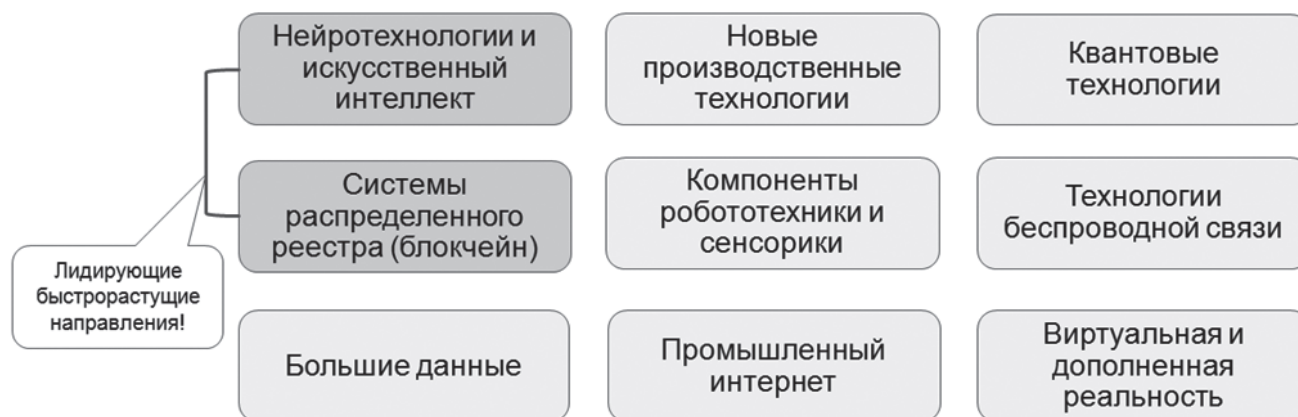 Нейротехнологии и
искусственный
интеллект
Новые
производственные
технологии
Квантовые
технологии
Системы
распределенного
реестра (блокчейн)
Компоненты
робототехники и
сенсорики
Технологии
беспроводной связи
Лидирующие
быстрорастущие
направления!
Большие данные
Промышленный
интернет
Виртуальная и
дополненная
реальность